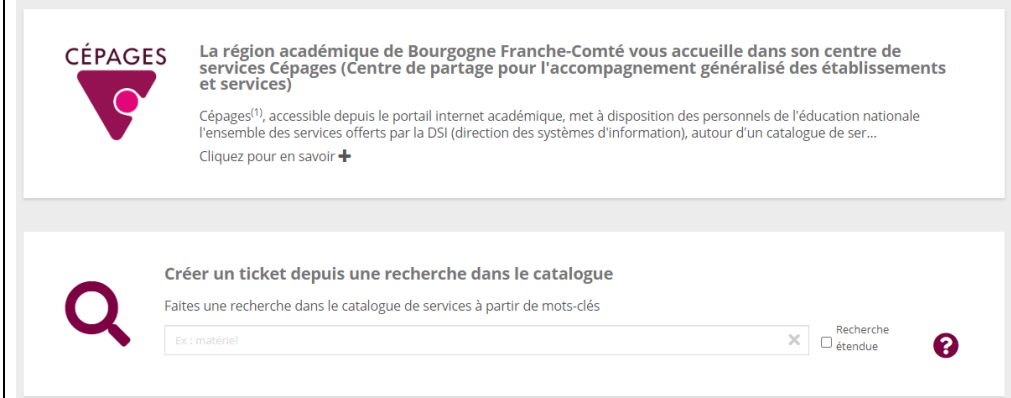 CÉPAGES
La région académique de Bourgogne Franche-Comté vous accueille dans son centre de
services Cépages (Centre de partage pour l'accompagnement généralisé des établissements
et services)
Cépages(1), accessible depuis le portail internet académique, met à disposition des personnels de l'éducation nationale
l'ensemble des services offerts par la DSI (direction des systèmes d'information), autour d'un catalogue de ser...
Cliquez pour en savoir +
Créer un ticket depuis une recherche dans le catalogue
Faites une recherche dans le catalogue de services à partir de mots-clés
Ex : matériel
Recherche
étendue